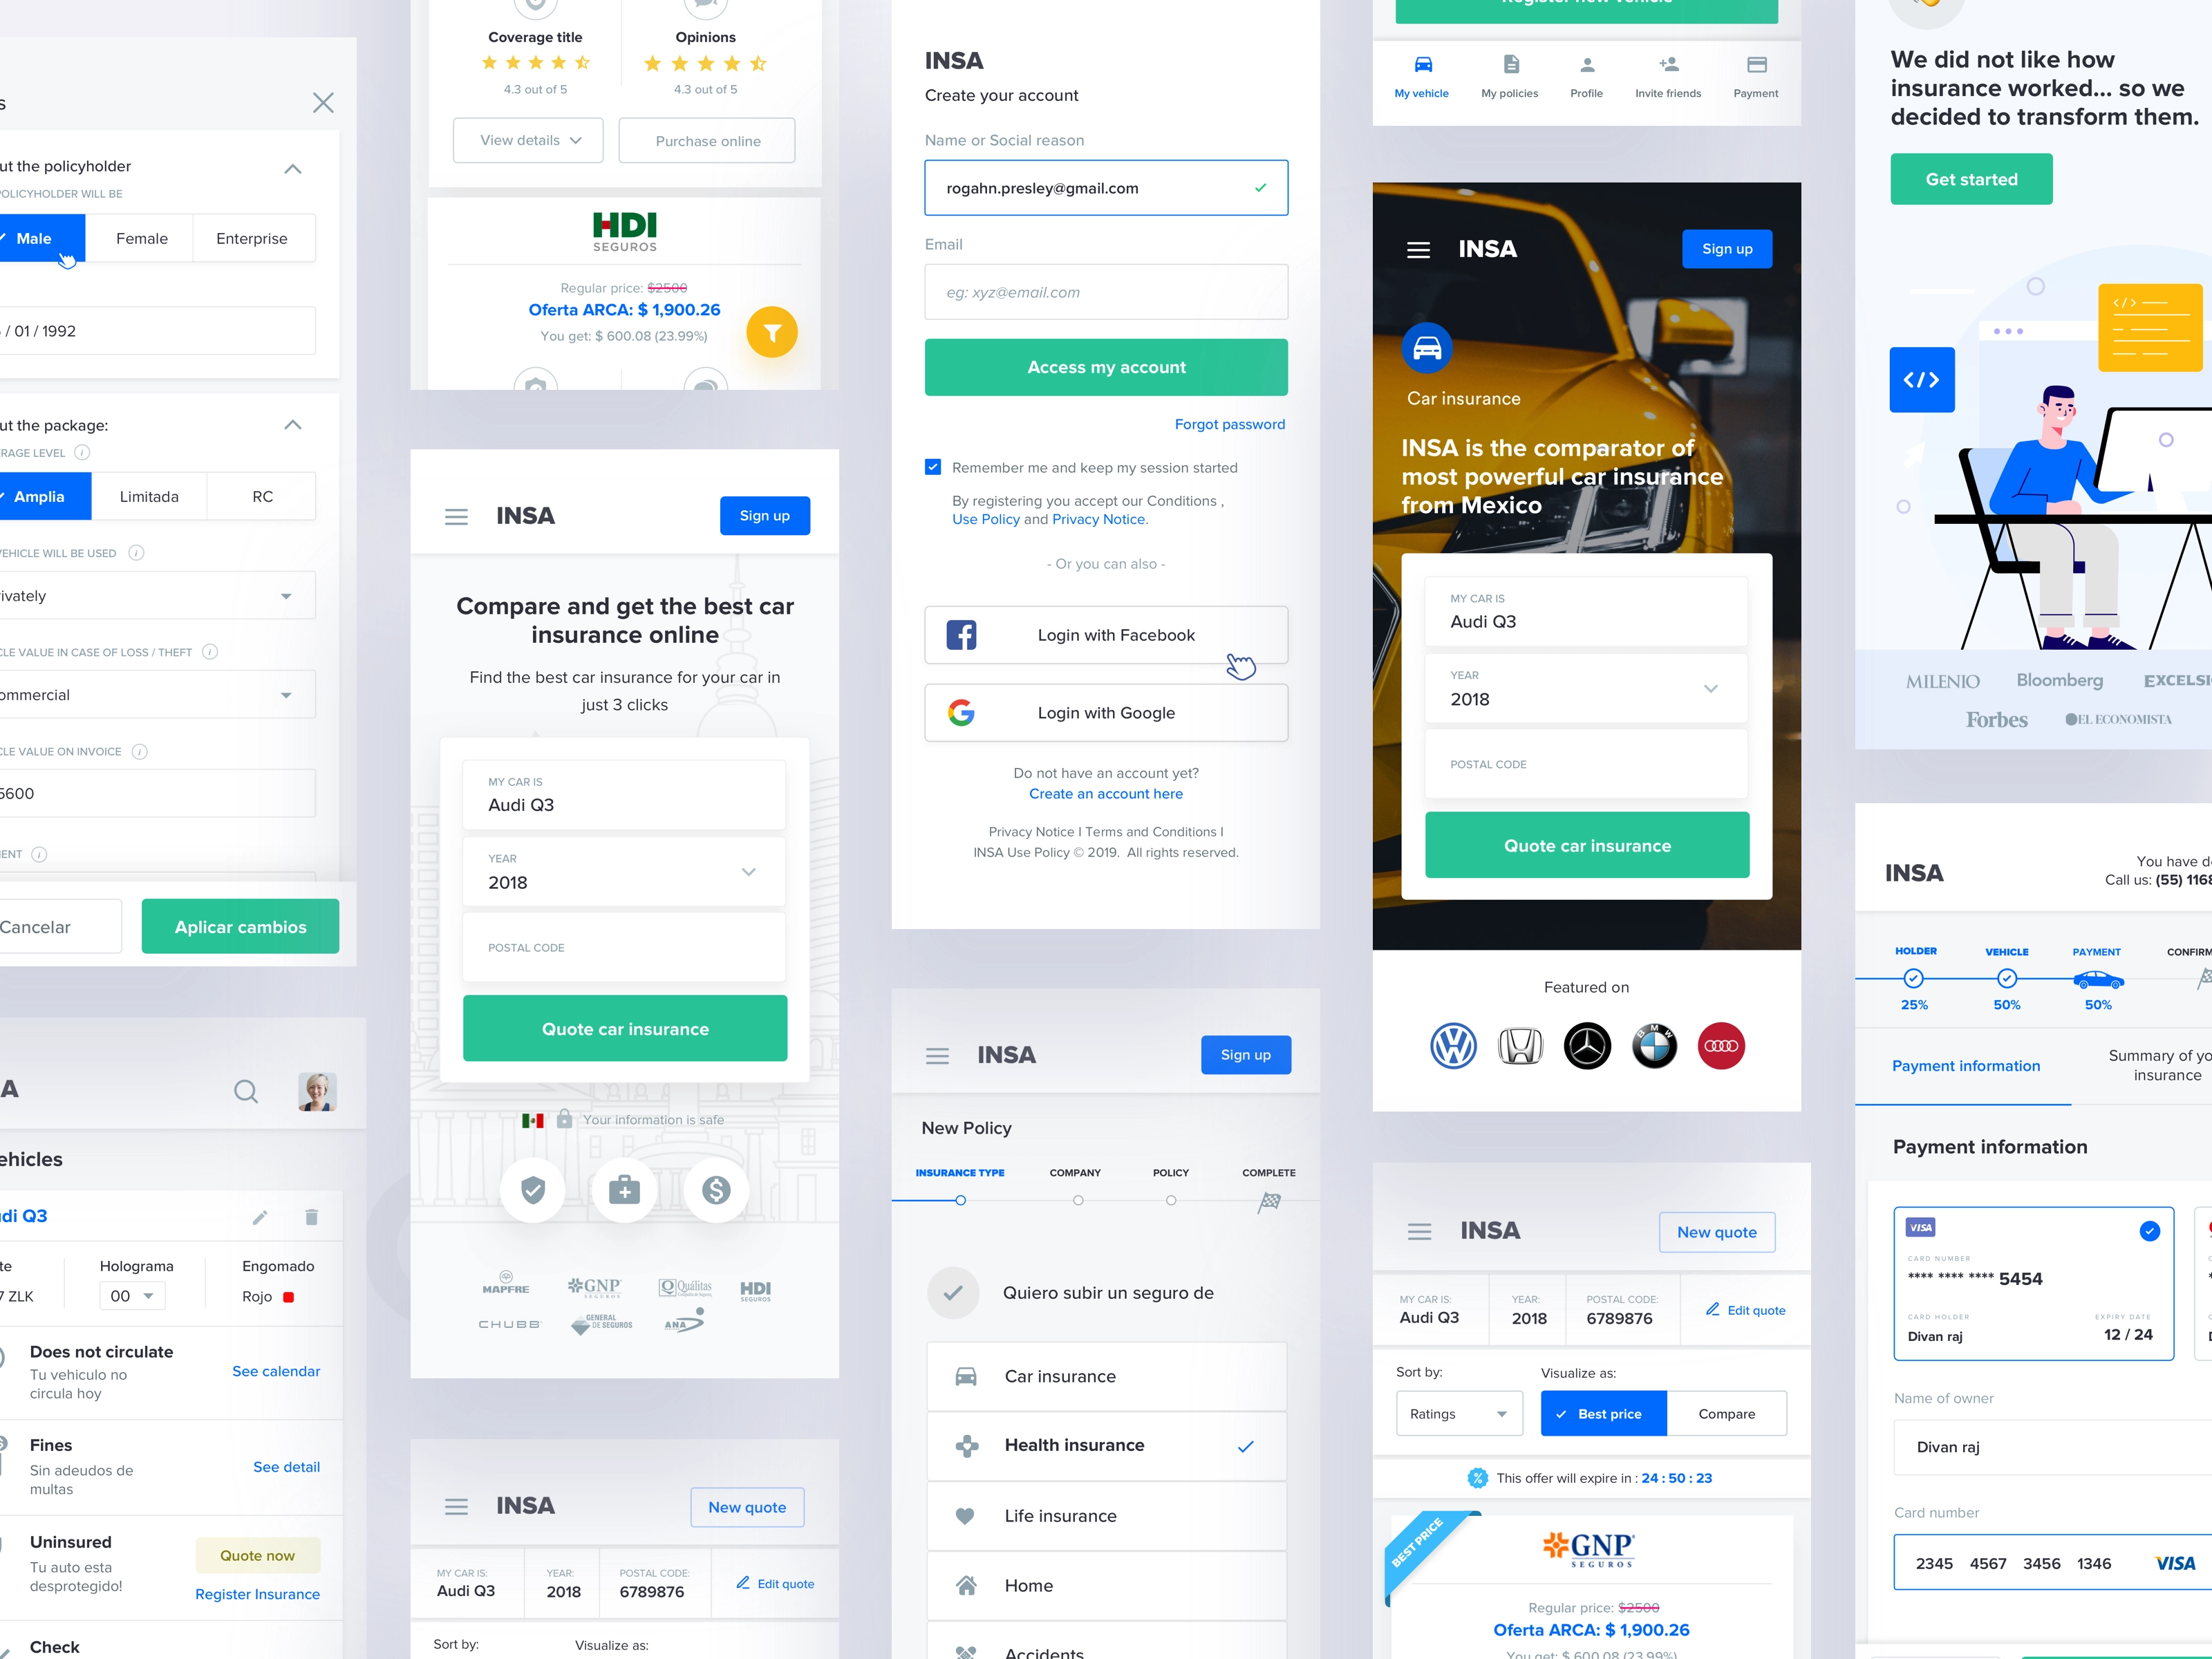 ut the policyholder
POLICYHOLDER WILL BE
Male
Female
Enterprise
/ 01 / 1992
ut the package:
RAGE LEVEL
Amplia
Limitada
RC
VEHICLE WILL BE USED
ivately
CLE VALUE IN CASE OF LOSS / THEFT
ommercial
CLE VALUE ON INVOICE
5600
MENT
Cancelar
Aplicar cambios
A
ehicles
di Q3
te
Holograma
Engomado
7 ZLK
00
Rojo
Does not circulate
Tu vehiculo no
circula hoy
See calendar
Fines
Sin adeudos de
multas
See detail
Uninsured
Tu auto esta
desprotegido!
Quote now
Register Insurance
Check
Coverage title
Opinions
4.3 out of 5
4.3 out of 5
View details
Purchase online
HDI
SEGUROS
Regular price: $2500
Oferta ARCA: $ 1,900.26
You get: $ 600.08 (23.99%)
INSA
Sign up
Compare and get the best car
insurance online
Find the best car insurance for your car in
just 3 clicks
MY CAR IS
Audi Q3
YEAR
2018
POSTAL CODE
Quote car insurance
Your information is safe
MAPFRE
GNP
SEGUROS
Quálitas
HDI
SEGUROS
CHUBB
GENERAL
DE SEGUROS
ANA
INSA
New quote
MY CAR IS:
Audi Q3
YEAR:
2018
POSTAL CODE:
6789876
Edit quote
Sort by:
Visualize as:
INSA
Create your account
Name or Social reason
rogahn.presley@gmail.com
Email
eg: xyz@email.com
Access my account
Forgot password
Remember me and keep my session started
By registering you accept our Conditions ,
Use Policy and Privacy Notice.
- Or you can also -
Login with Facebook
Login with Google
Do not have an account yet?
Create an account here
Privacy Notice I Terms and Conditions I
INSA Use Policy © 2019. All rights reserved.
INSA
Sign up
New Policy
INSURANCE TYPE
COMPANY
POLICY
COMPLETE
Quiero subir un seguro de
Car insurance
Health insurance
Life insurance
Home
Accidents
Register new vehicle
My vehicle
My policies
Profile
Invite friends
Payment
INSA
Sign up
Car insurance
INSA is the comparator of
most powerful car insurance
from Mexico
MY CAR IS
Audi Q3
YEAR
2018
POSTAL CODE
Quote car insurance
Featured on
BMW
INSA
New quote
MY CAR IS:
Audi Q3
YEAR:
2018
POSTAL CODE:
6789876
Edit quote
Sort by:
Visualize as:
Ratings
Best price
Compare
This offer will expire in : 24 : 50 : 23
BEST PRICE
GNP
SEGUROS
Regular price: $2500
Oferta ARCA: $ 1,900.26
You get: $ 600.08 (23.99%)
We did not like how
insurance worked... so we
decided to transform them.
Get started
</>
</>
MILENIO
Bloomberg
EXCELSI
Forbes
EL ECONOMISTA
INSA
You have d
Call us: (55) 1168
HOLDER
VEHICLE
PAYMENT
CONFIRM
25%
50%
50%
Payment information
Summary of yo
insurance
Payment information
VISA
CARD NUMBER
**** **** **** 5454
CARD HOLDER
EXPIRY DATE
Divan raj
12 / 24
Name of owner
Divan raj
Card number
2345 4567 3456 1346
VISA